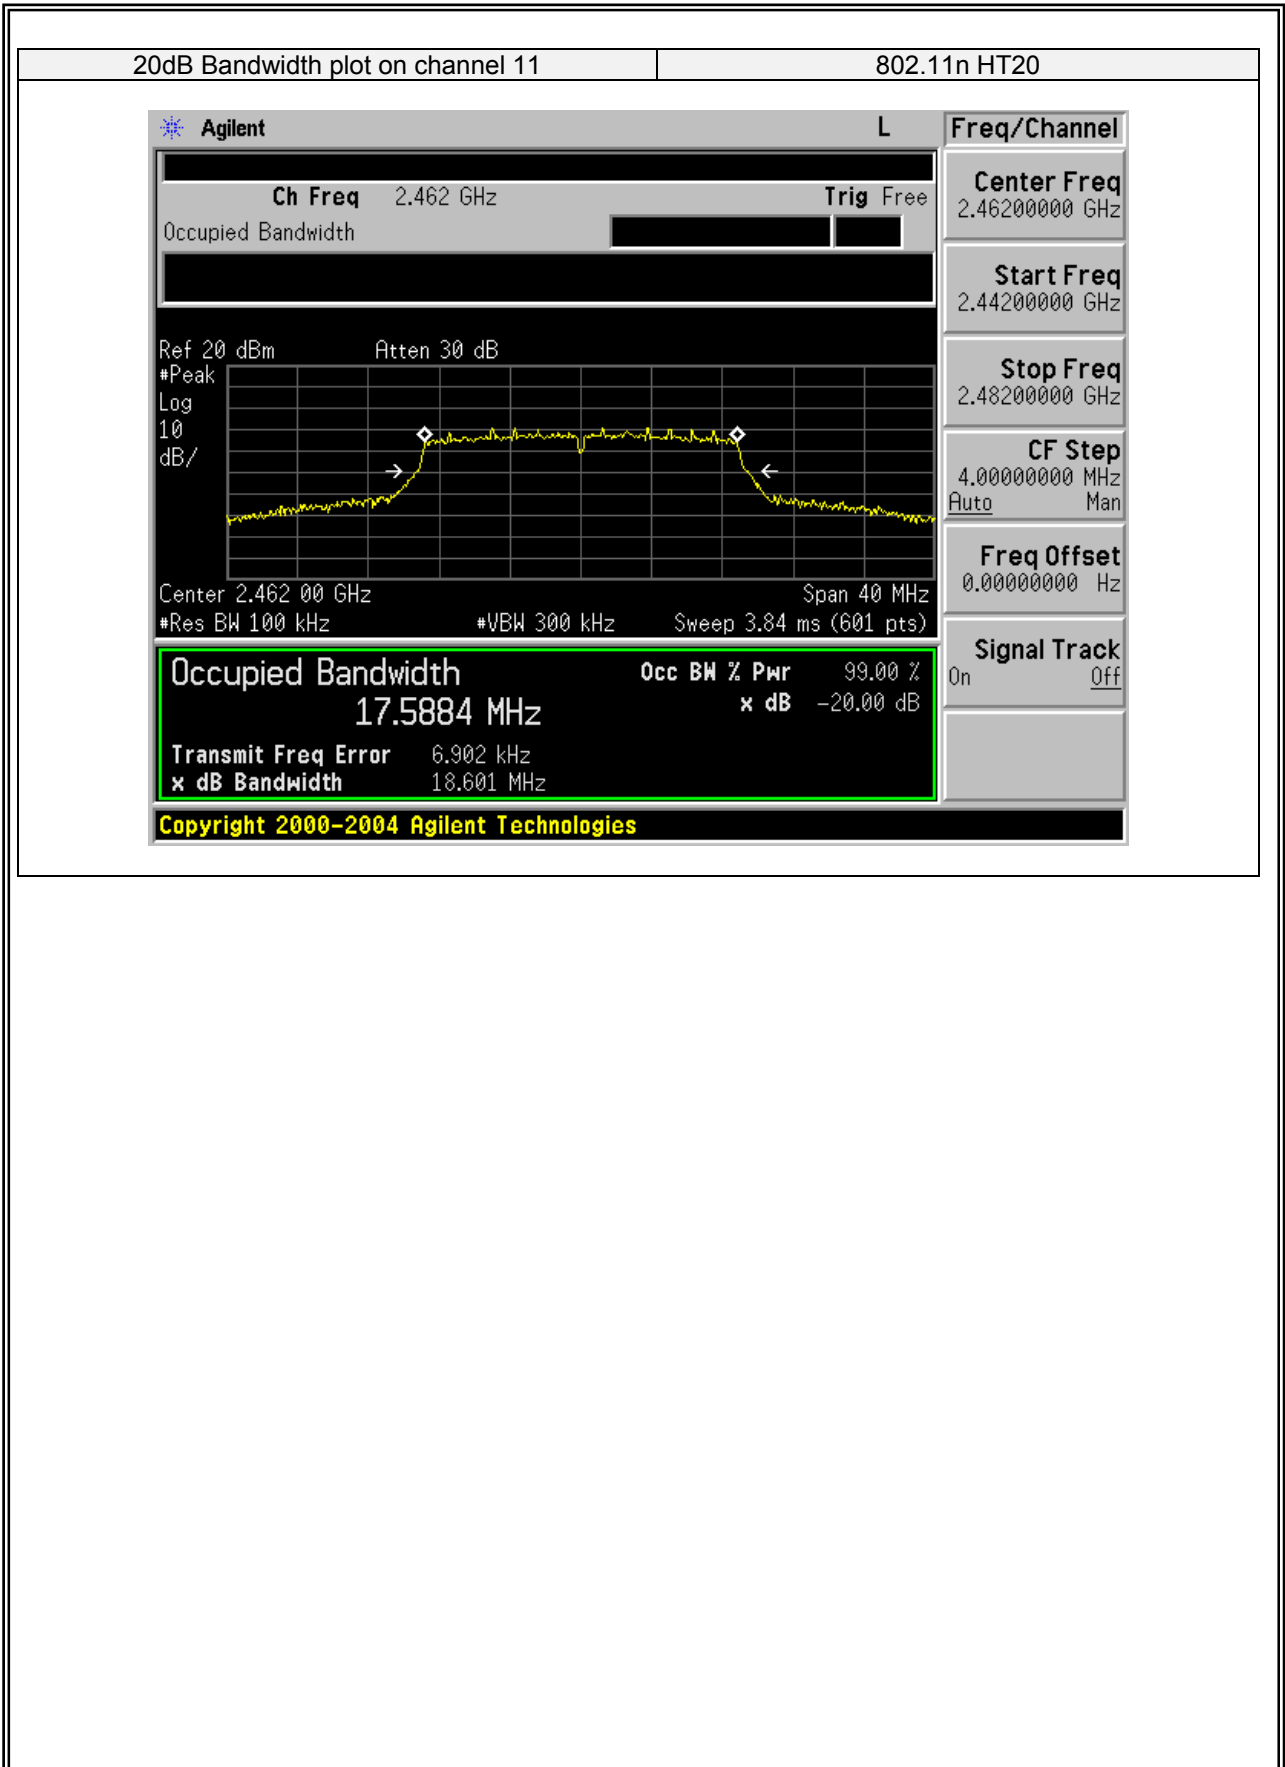 20dB Bandwidth plot on channel 11 802.11n HT20
Agilent L Freq/Channel
Ch Freq 2.462 GHz Trig Free
Occupied Bandwidth
Center Freq
2.46200000 GHz
Start Freq
2.44200000 GHz
Stop Freq
2.48200000 GHz
CF Step
4.00000000 MHz
Auto Man
Freq Offset
0.00000000 Hz
Signal Track
On Off
Ref 20 dBm Atten 30 dB
#Peak
Log
10
dB/
Center 2.462 00 GHz Span 40 MHz
#Res BW 100 kHz #VBW 300 kHz Sweep 3.84 ms (601 pts)
Occupied Bandwidth Occ BW % Pwr 99.00 %
17.5884 MHz x dB -20.00 dB
Transmit Freq Error 6.902 kHz
x dB Bandwidth 18.601 MHz
Copyright 2000-2004 Agilent Technologies